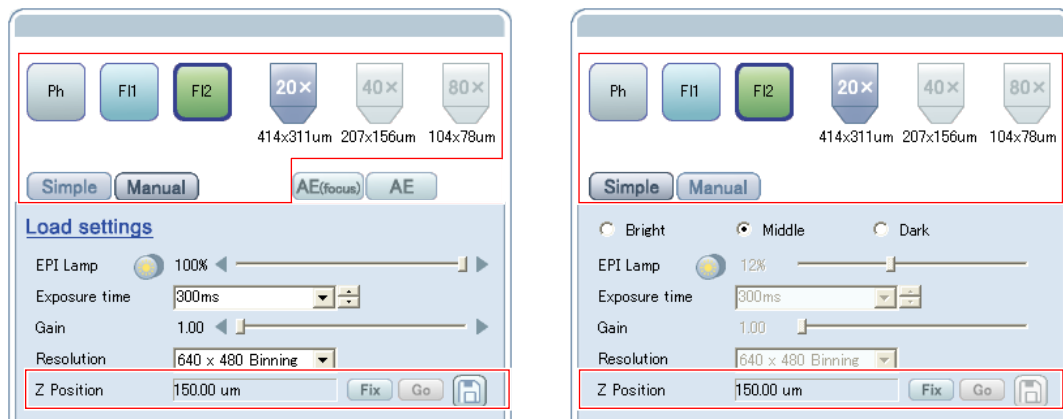 Ph Fl1 Fl2 20× 40× 80×
414x311um 207x156um 104x78um
Simple Manual AE(focus) AE
Load settings
EPI Lamp 100%
Exposure time 300ms
Gain 1.00
Resolution 640 x 480 Binning
Z Position 150.00 um Fix Go
Ph Fl1 Fl2 20× 40× 80×
414x311um 207x156um 104x78um
Simple Manual
Bright Middle Dark
EPI Lamp 12%
Exposure time 300ms
Gain 1.00
Resolution 640 x 480 Binning
Z Position 150.00 um Fix Go